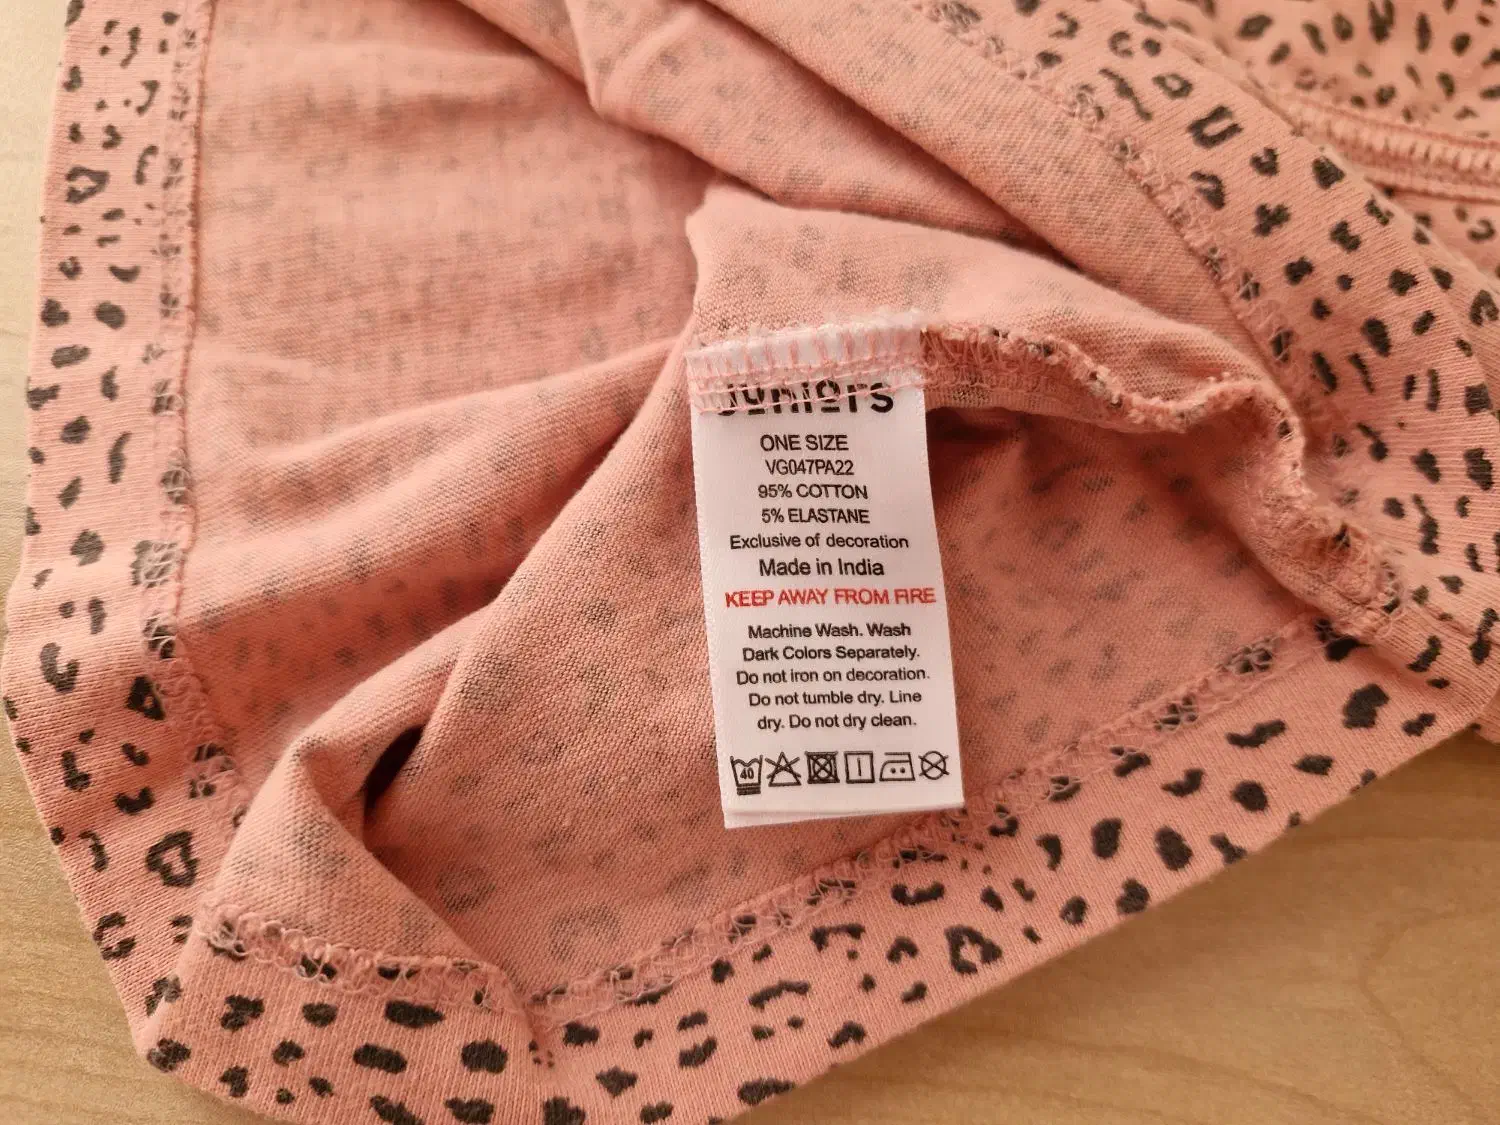 JUNIORS
ONE SIZE
VG047PA22
95% COTTON
5% ELASTANE
Exclusive of decoration
Made in India
KEEP AWAY FROM FIRE
Machine Wash. Wash
Dark Colors Separately.
Do not iron on decoration.
Do not tumble dry. Line
dry. Do not dry clean.
40